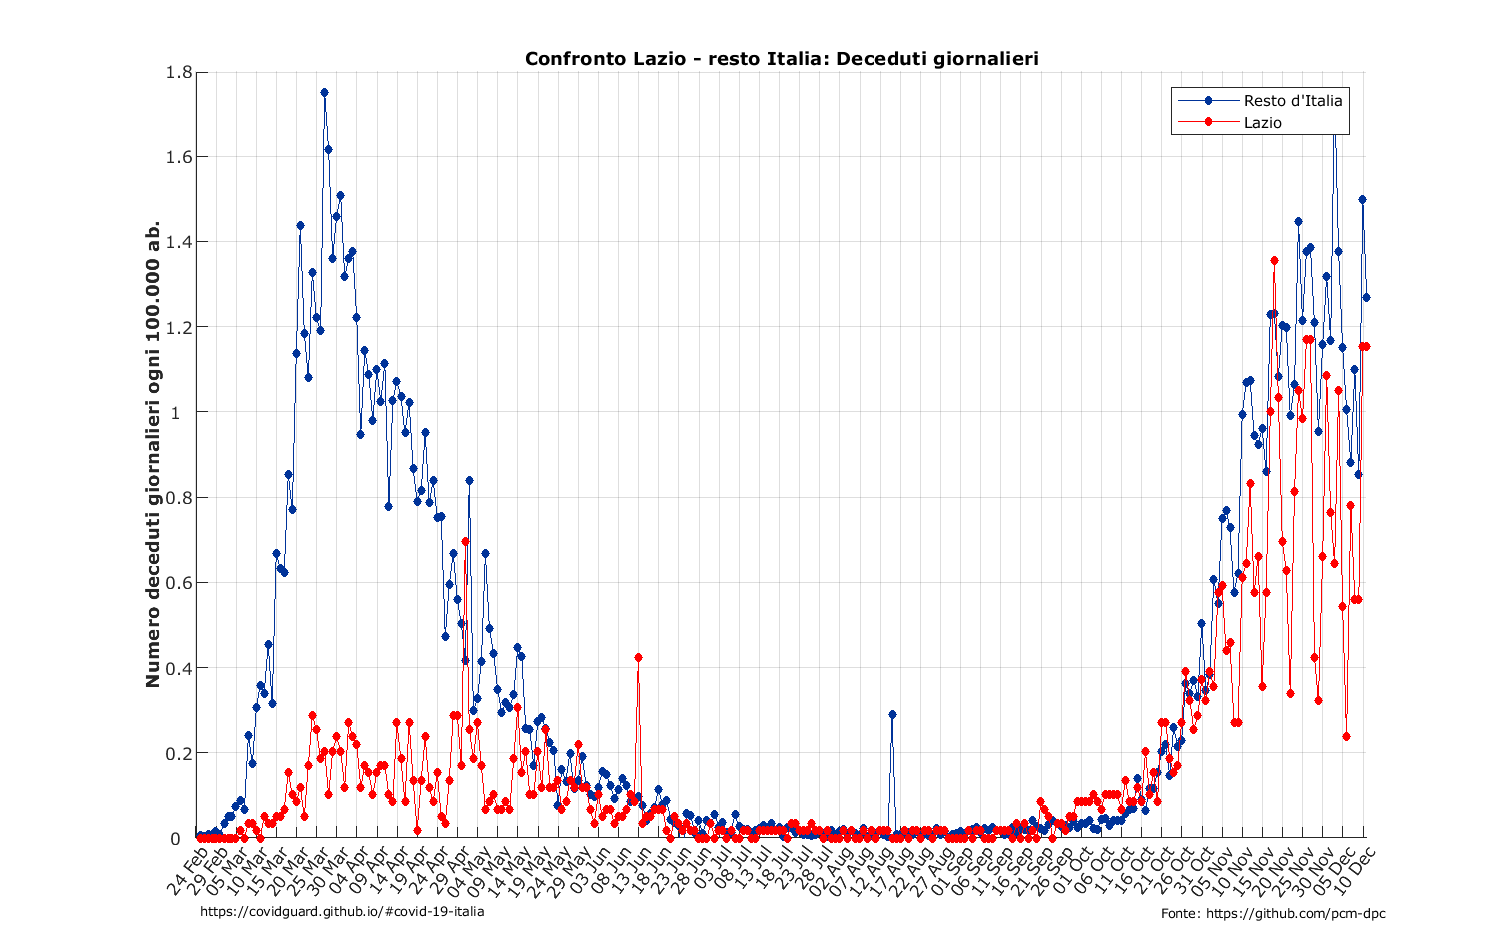 Confronto Lazio - resto Italia: Deceduti giornalieri
Numero deceduti giornalieri ogni 100.000 ab.
1.8
1.6
1.4
1.2
1
0.8
0.6
0.4
0.2
0
Resto d'Italia
Lazio
24 Feb
29 Feb
05 Mar
10 Mar
15 Mar
20 Mar
25 Mar
30 Mar
04 Apr
09 Apr
14 Apr
19 Apr
24 Apr
29 Apr
04 May
09 May
14 May
19 May
24 May
29 May
03 Jun
08 Jun
13 Jun
18 Jun
23 Jun
28 Jun
03 Jul
08 Jul
13 Jul
18 Jul
23 Jul
28 Jul
02 Aug
07 Aug
12 Aug
17 Aug
22 Aug
27 Aug
01 Sep
06 Sep
11 Sep
16 Sep
21 Sep
26 Sep
01 Oct
06 Oct
11 Oct
16 Oct
21 Oct
26 Oct
31 Oct
05 Nov
10 Nov
15 Nov
20 Nov
25 Nov
30 Nov
05 Dec
10 Dec
https://covidguard.github.io/#covid-19-italia
Fonte: https://github.com/pcm-dpc